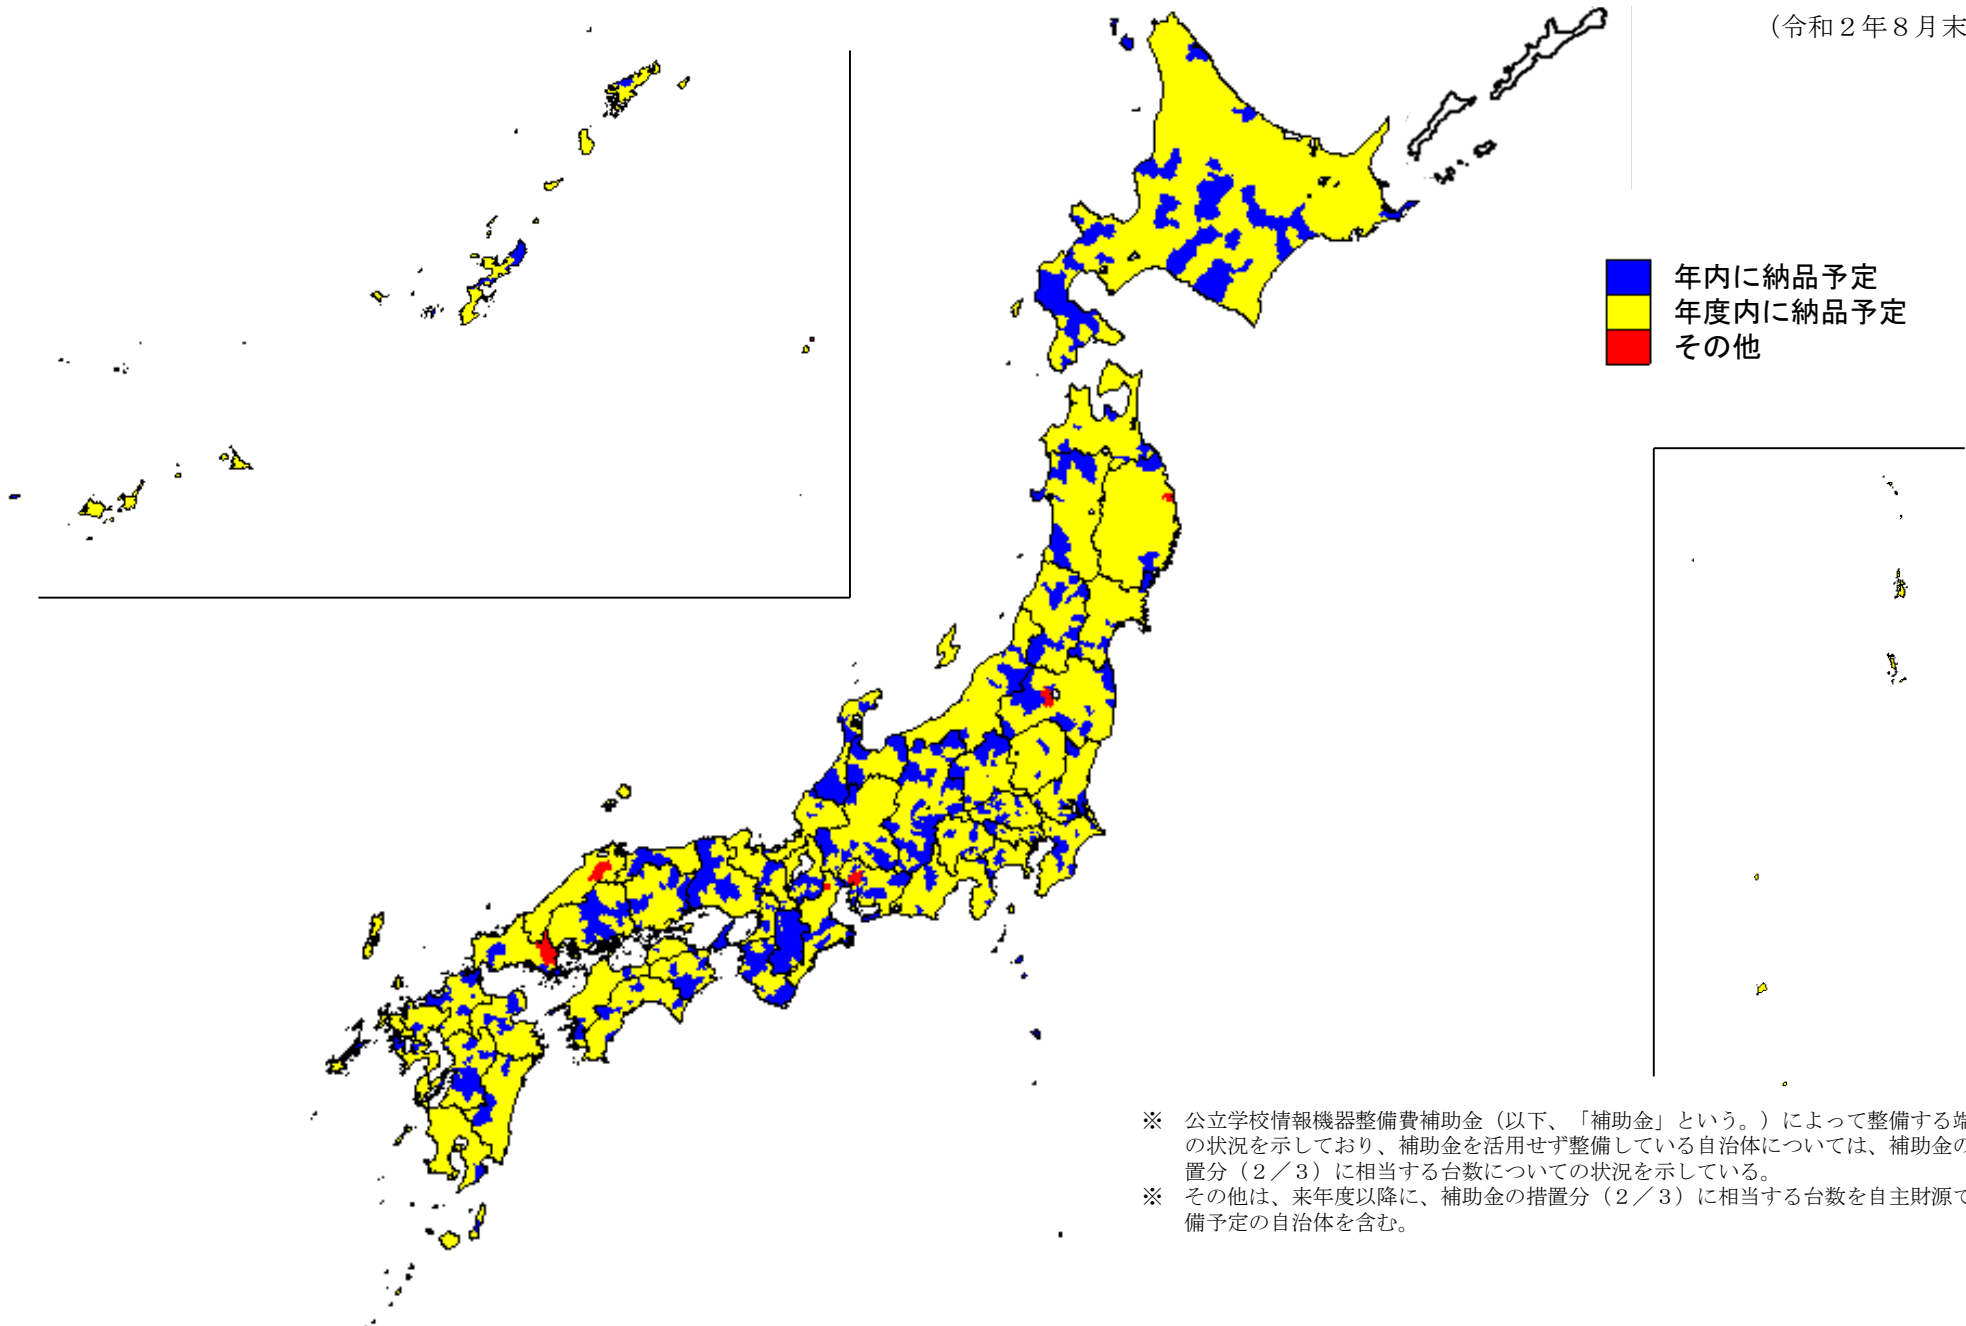 （令和２年８月末
年内に納品予定
年度内に納品予定
その他
※　公立学校情報機器整備費補助金（以下、「補助金」という。）によって整備する端
の状況を示しており、補助金を活用せず整備している自治体については、補助金の
置分（２／３）に相当する台数についての状況を示している。
※　その他は、来年度以降に、補助金の措置分（２／３）に相当する台数を自主財源で
備予定の自治体を含む。